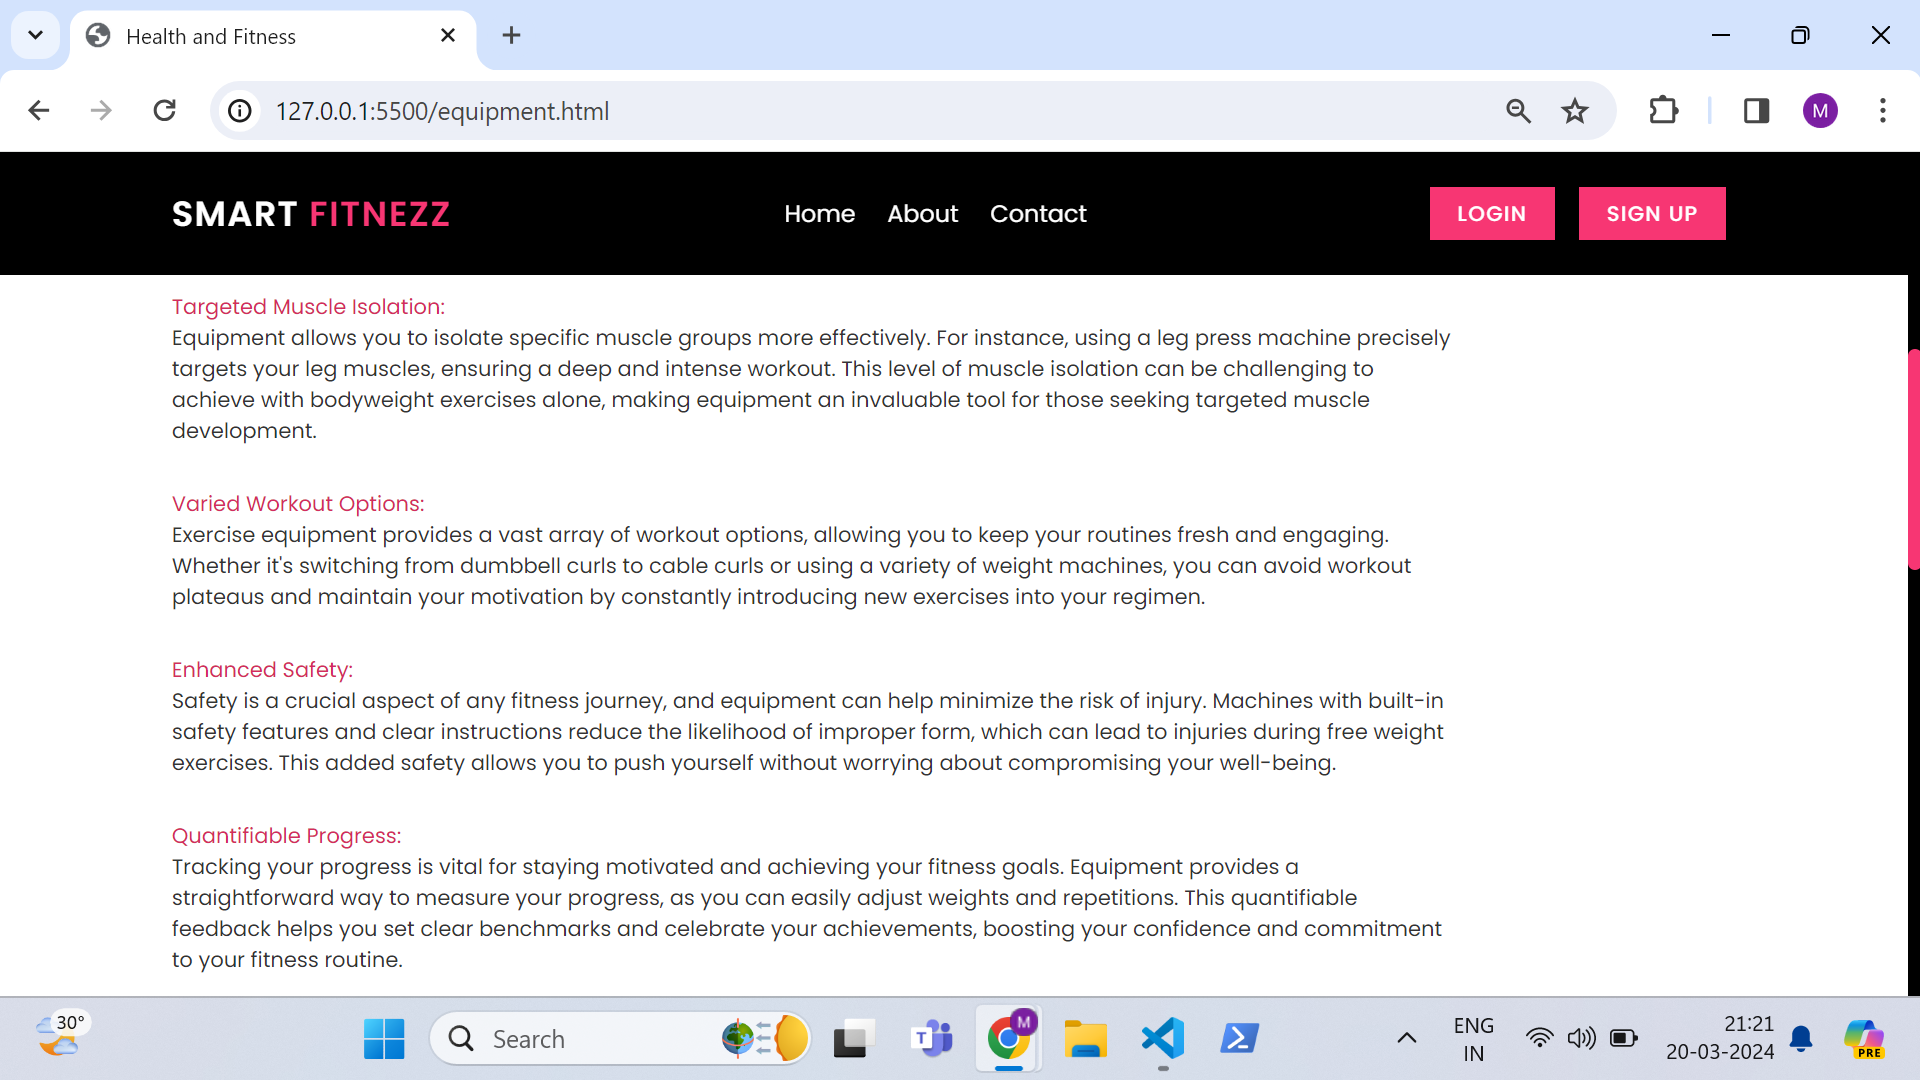 Health and Fitness
127.0.0.1:5500/equipment.html
M
SMART FITNEZZ
Home About Contact
LOGIN SIGN UP
Targeted Muscle Isolation:
Equipment allows you to isolate specific muscle groups more effectively. For instance, using a leg press machine precisely
targets your leg muscles, ensuring a deep and intense workout. This level of muscle isolation can be challenging to
achieve with bodyweight exercises alone, making equipment an invaluable tool for those seeking targeted muscle
development.
Varied Workout Options:
Exercise equipment provides a vast array of workout options, allowing you to keep your routines fresh and engaging.
Whether it's switching from dumbbell curls to cable curls or using a variety of weight machines, you can avoid workout
plateaus and maintain your motivation by constantly introducing new exercises into your regimen.
Enhanced Safety:
Safety is a crucial aspect of any fitness journey, and equipment can help minimize the risk of injury. Machines with built-in
safety features and clear instructions reduce the likelihood of improper form, which can lead to injuries during free weight
exercises. This added safety allows you to push yourself without worrying about compromising your well-being.
Quantifiable Progress:
Tracking your progress is vital for staying motivated and achieving your fitness goals. Equipment provides a
straightforward way to measure your progress, as you can easily adjust weights and repetitions. This quantifiable
feedback helps you set clear benchmarks and celebrate your achievements, boosting your confidence and commitment
to your fitness routine.
30°
Search
T
M
ENG
IN
21:21
20-03-2024
PRE